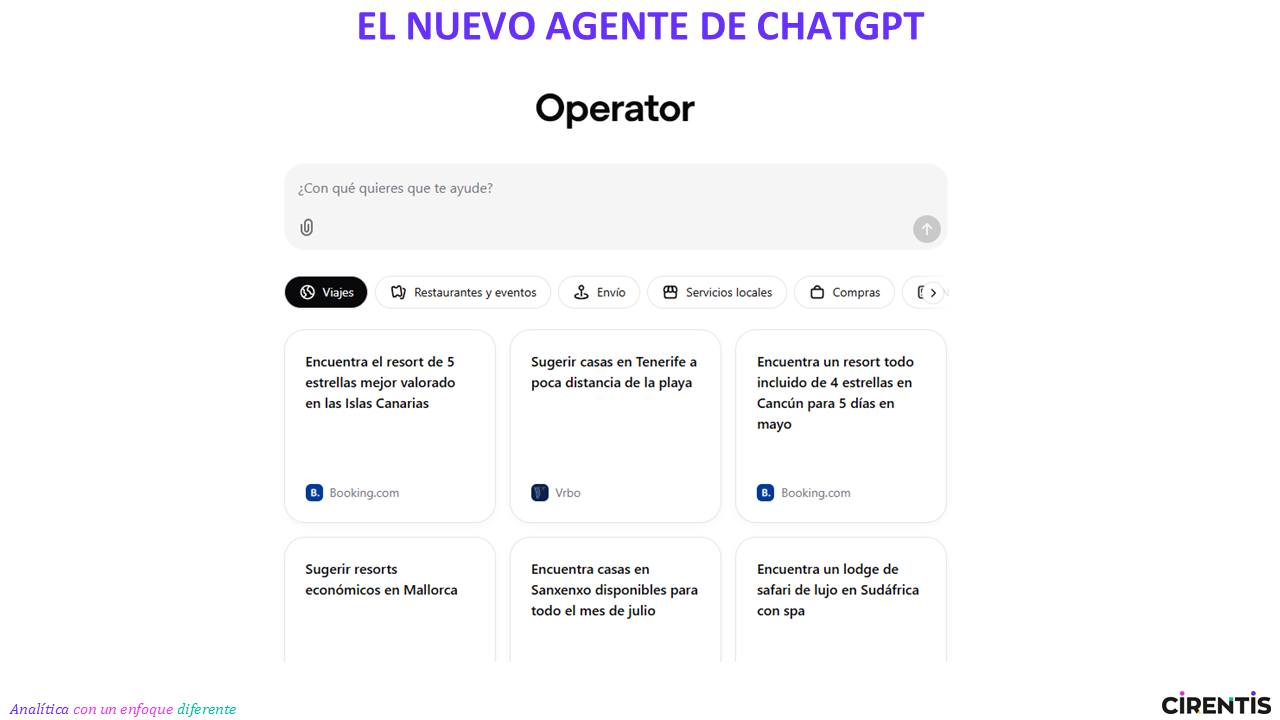 EL NUEVO AGENTE DE CHATGPT
Operator
¿Con qué quieres que te ayude?
Viajes
Restaurantes y eventos
Envío
Servicios locales
Compras
Encuentra el resort de 5
estrellas mejor valorado
en las Islas Canarias
B. Booking.com
Sugerir casas en Tenerife a
poca distancia de la playa
Vrbo
Encuentra un resort todo
incluido de 4 estrellas en
Cancún para 5 días en
mayo
B. Booking.com
Sugerir resorts
económicos en Mallorca
Encuentra casas en
Sanxenxo disponibles para
todo el mes de julio
Encuentra un lodge de
safari de lujo en Sudáfrica
con spa
Analítica con un enfoque diferente
CIRENTIS